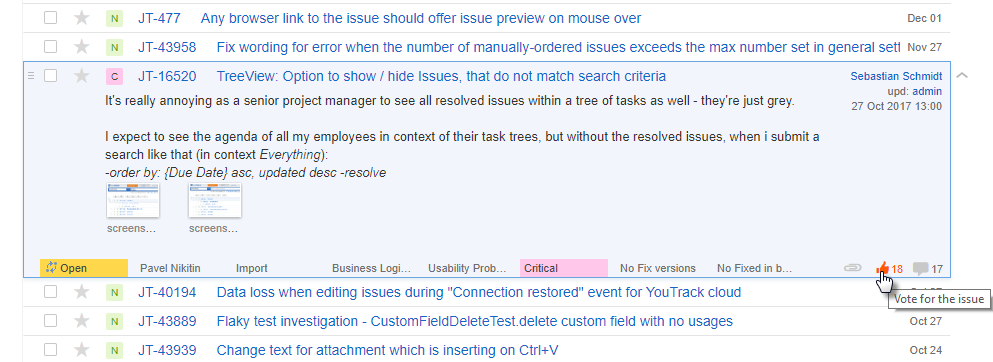 N JT-477 Any browser link to the issue should offer issue preview on mouse over Dec 01
N JT-43958 Fix wording for error when the number of manually-ordered issues exceeds the max number set in general sett Nov 27
C JT-16520 TreeView: Option to show / hide Issues, that do not match search criteria Sebastian Schmidt
upd: admin
27 Oct 2017 13:00
It's really annoying as a senior project manager to see all resolved issues within a tree of tasks as well - they're just grey.
I expect to see the agenda of all my employees in context of their task trees, but without the resolved issues, when i submit a
search like that (in context Everything):
-order by: {Due Date} asc, updated desc -resolve
screens... screens...
Open Pavel Nikitin Import Business Logi... Usability Prob... Critical No Fix versions No Fixed in b... 18 17
Vote for the issue
N JT-40194 Data loss when editing issues during "Connection restored" event for YouTrack cloud
N JT-43889 Flaky test investigation - CustomFieldDeleteTest.delete custom field with no usages Oct 27
N JT-43939 Change text for attachment which is inserting on Ctrl+V Oct 24